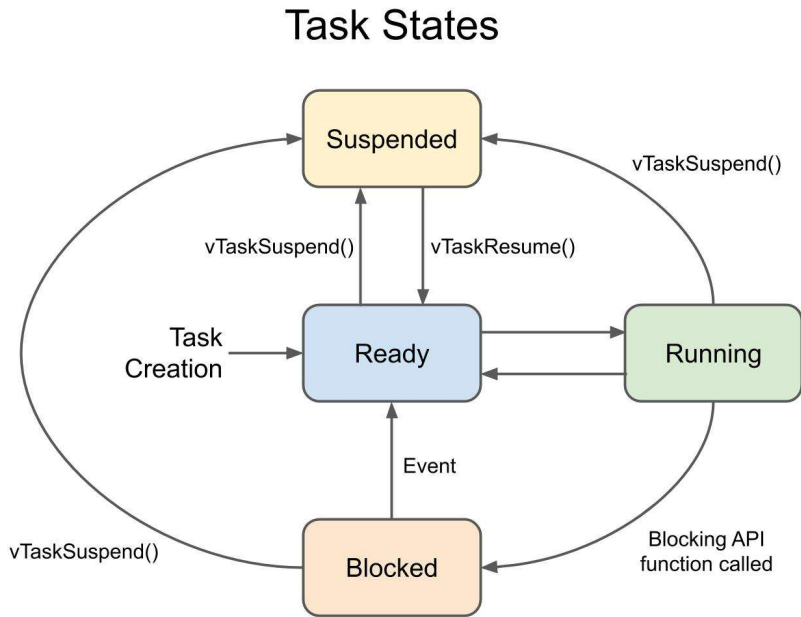 Task States
Suspended
vTaskSuspend()
vTaskSuspend()
vTaskResume()
Task
Creation
Ready
Running
Event
vTaskSuspend()
Blocked
Blocking API
function called